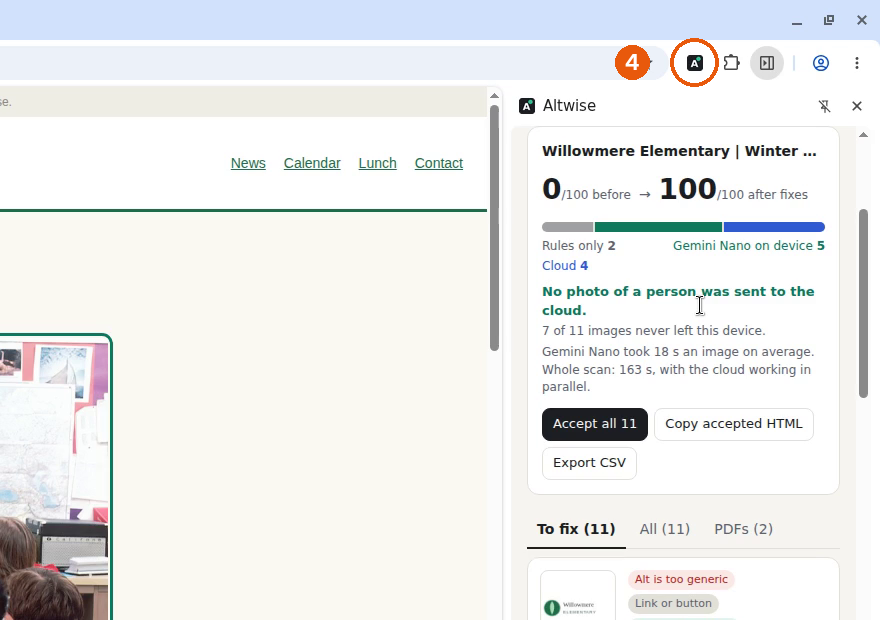 4
A
se.
Altwise
News Calendar Lunch Contact
Willowmere Elementary | Winter ...
0/100 before → 100/100 after fixes
Rules only 2 Gemini Nano on device 5
Cloud 4
No photo of a person was sent to the
cloud.
7 of 11 images never left this device.
Gemini Nano took 18 s an image on average.
Whole scan: 163 s, with the cloud working in
parallel.
Accept all 11 Copy accepted HTML
Export CSV
To fix (11) All (11) PDFs (2)
Alt is too generic
Willowmere
ELEMENTARY
Link or button